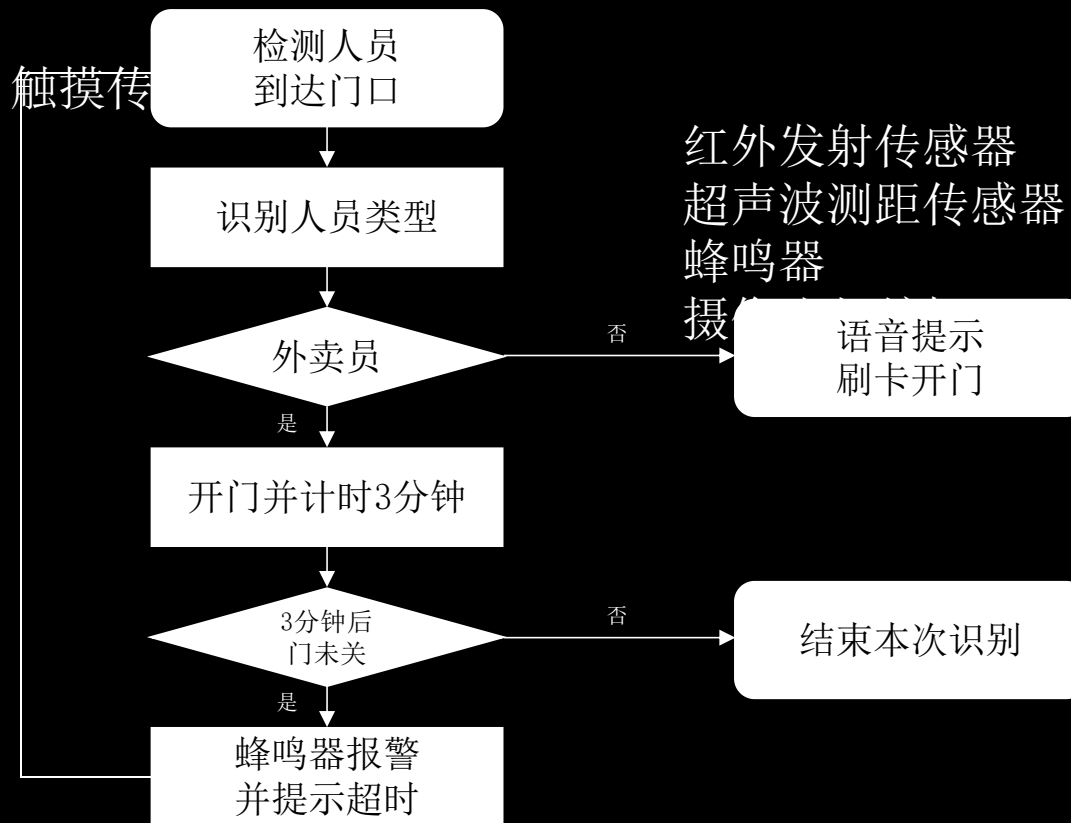 检测人员
到达门口
触摸传
识别人员类型
红外发射传感器
超声波测距传感器
蜂鸣器
摄
外卖员
否
语音提示
刷卡开门
是
开门并计时3分钟
3分钟后
门未关
否
结束本次识别
是
蜂鸣器报警
并提示超时